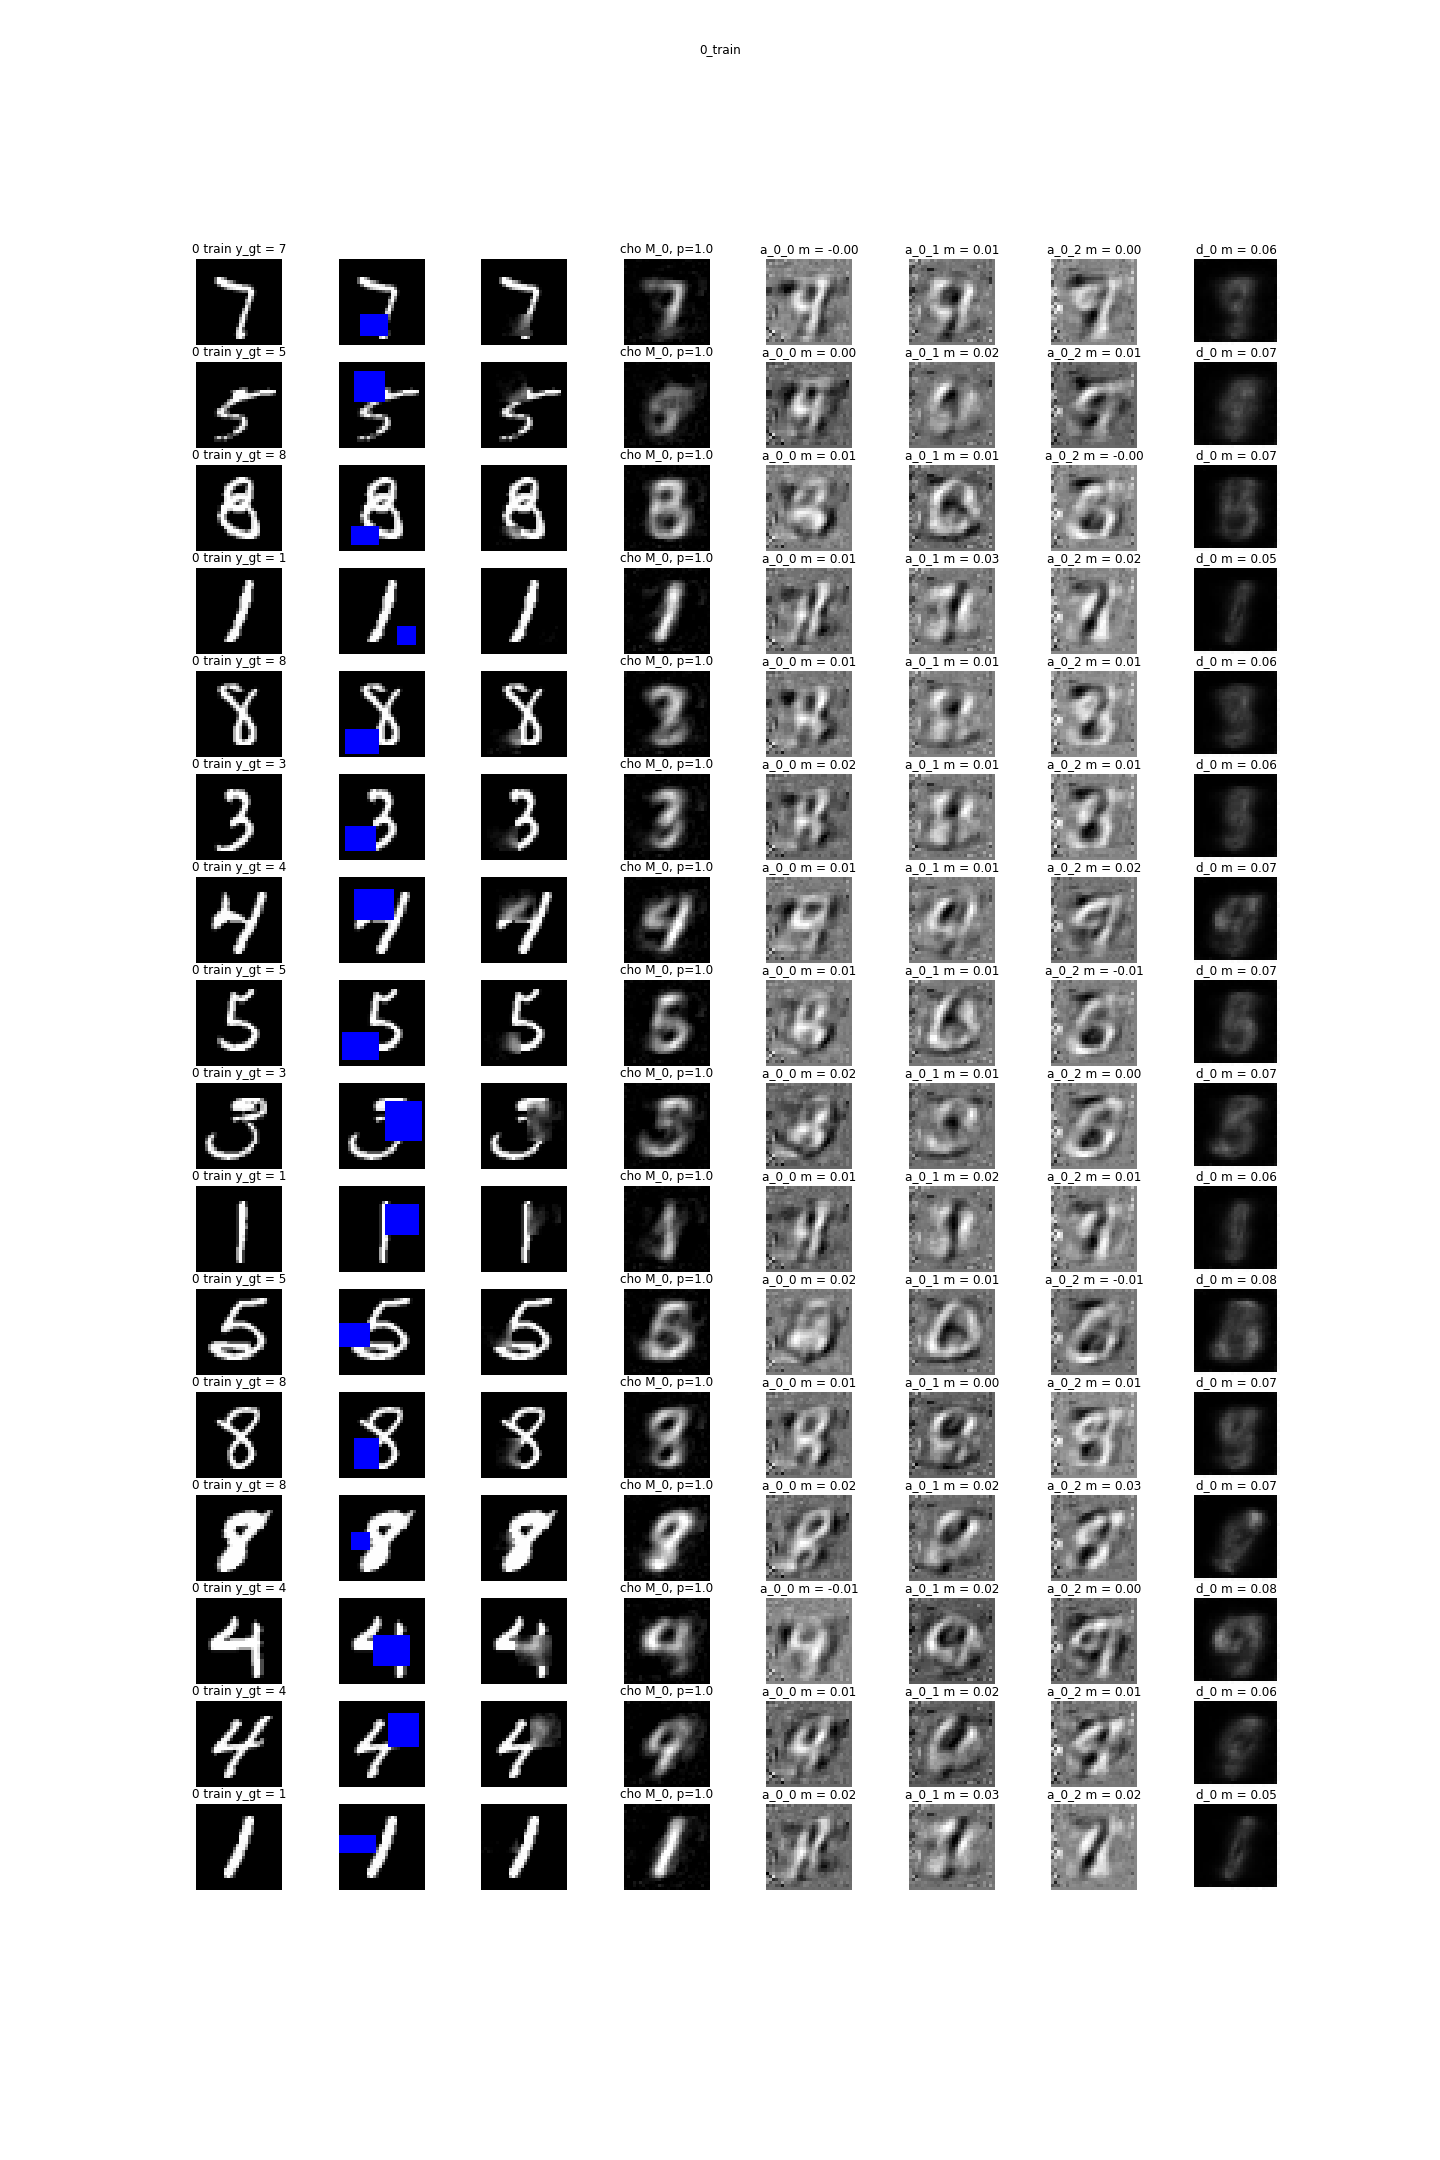 0_train
0 train y_gt = 7 cho M_0, p=1.0 a_0_0 m = -0.00 a_0_1 m = 0.01 a_0_2 m = 0.00 d_0 m = 0.06
0 train y_gt = 5 cho M_0, p=1.0 a_0_0 m = 0.00 a_0_1 m = 0.02 a_0_2 m = 0.01 d_0 m = 0.07
0 train y_gt = 8 cho M_0, p=1.0 a_0_0 m = 0.01 a_0_1 m = 0.01 a_0_2 m = -0.00 d_0 m = 0.07
0 train y_gt = 1 cho M_0, p=1.0 a_0_0 m = 0.01 a_0_1 m = 0.03 a_0_2 m = 0.02 d_0 m = 0.05
0 train y_gt = 8 cho M_0, p=1.0 a_0_0 m = 0.01 a_0_1 m = 0.01 a_0_2 m = 0.01 d_0 m = 0.06
0 train y_gt = 3 cho M_0, p=1.0 a_0_0 m = 0.02 a_0_1 m = 0.01 a_0_2 m = 0.01 d_0 m = 0.06
0 train y_gt = 4 cho M_0, p=1.0 a_0_0 m = 0.01 a_0_1 m = 0.01 a_0_2 m = 0.02 d_0 m = 0.07
0 train y_gt = 5 cho M_0, p=1.0 a_0_0 m = 0.01 a_0_1 m = 0.01 a_0_2 m = -0.01 d_0 m = 0.07
0 train y_gt = 3 cho M_0, p=1.0 a_0_0 m = 0.02 a_0_1 m = 0.01 a_0_2 m = 0.00 d_0 m = 0.07
0 train y_gt = 1 cho M_0, p=1.0 a_0_0 m = 0.01 a_0_1 m = 0.02 a_0_2 m = 0.01 d_0 m = 0.06
0 train y_gt = 5 cho M_0, p=1.0 a_0_0 m = 0.02 a_0_1 m = 0.01 a_0_2 m = -0.01 d_0 m = 0.08
0 train y_gt = 8 cho M_0, p=1.0 a_0_0 m = 0.01 a_0_1 m = 0.00 a_0_2 m = 0.01 d_0 m = 0.07
0 train y_gt = 8 cho M_0, p=1.0 a_0_0 m = 0.02 a_0_1 m = 0.02 a_0_2 m = 0.03 d_0 m = 0.07
0 train y_gt = 4 cho M_0, p=1.0 a_0_0 m = -0.01 a_0_1 m = 0.02 a_0_2 m = 0.00 d_0 m = 0.08
0 train y_gt = 4 cho M_0, p=1.0 a_0_0 m = 0.01 a_0_1 m = 0.02 a_0_2 m = 0.01 d_0 m = 0.06
0 train y_gt = 1 cho M_0, p=1.0 a_0_0 m = 0.02 a_0_1 m = 0.03 a_0_2 m = 0.02 d_0 m = 0.05